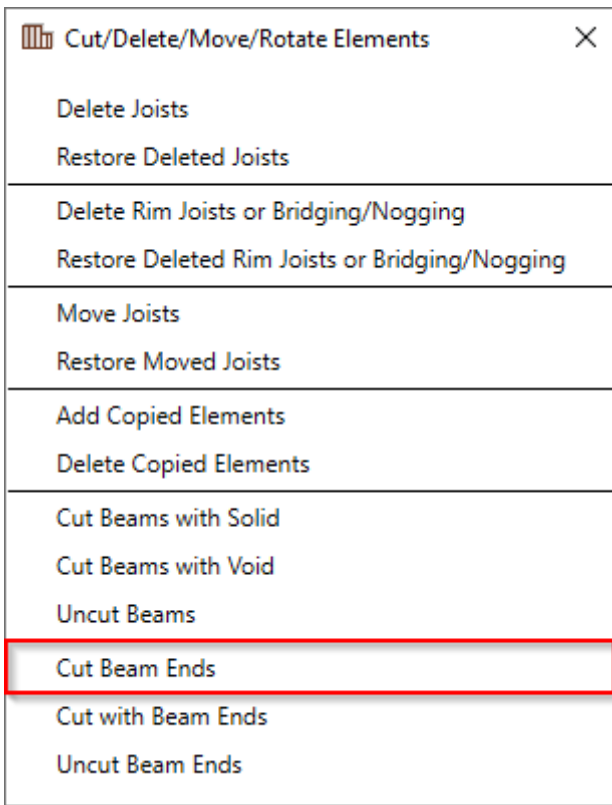 Cut/Delete/Move/Rotate Elements
Delete Joists
Restore Deleted Joists
Delete Rim Joists or Bridging/Nogging
Restore Deleted Rim Joists or Bridging/Nogging
Move Joists
Restore Moved Joists
Add Copied Elements
Delete Copied Elements
Cut Beams with Solid
Cut Beams with Void
Uncut Beams
Cut Beam Ends
Cut with Beam Ends
Uncut Beam Ends